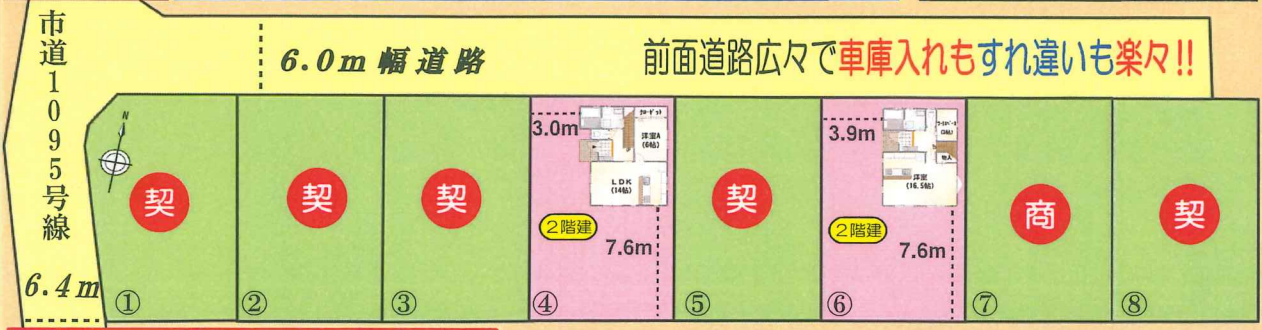 市道1095号線
6.4m
6.0m幅道路
前面道路広々で車庫入れもすれ違いも楽々!!
N
契
①
契
②
契
③
3.0m
洋室A
(6帖)
LDK
(14帖)
2階建
7.6m
④
契
⑤
3.9m
物入
洋室
(16.5帖)
2階建
7.6m
⑥
商
⑦
契
⑧